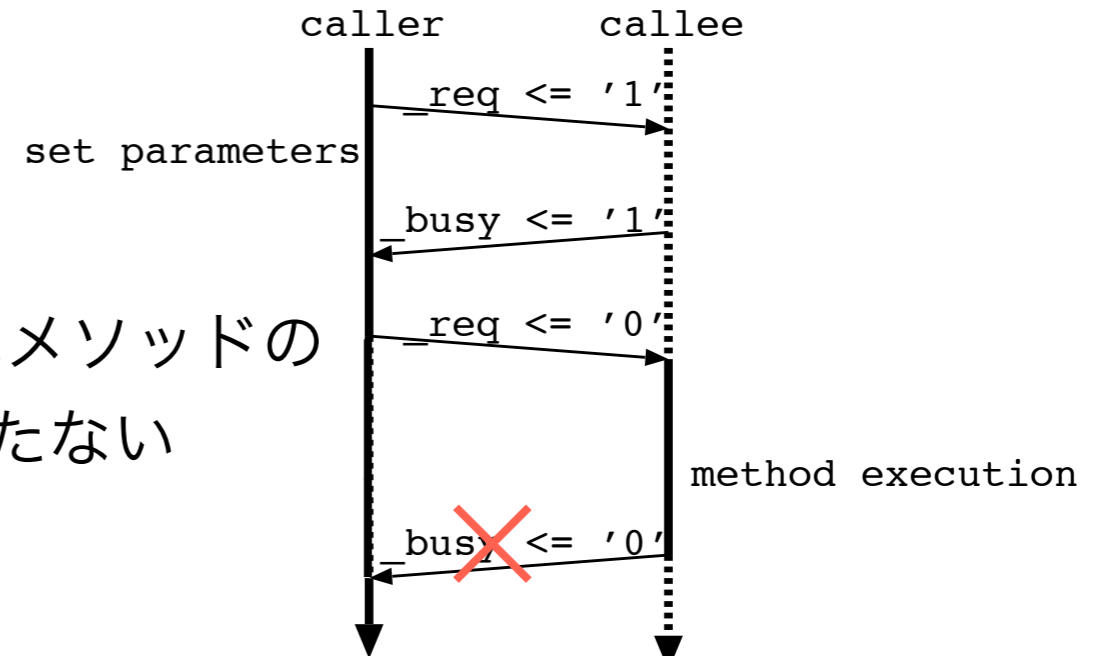 caller callee
_req <= '1'
set parameters
_busy <= '1'
_req <= '0'
メソッドの
たない
method execution
_busy <= '0'